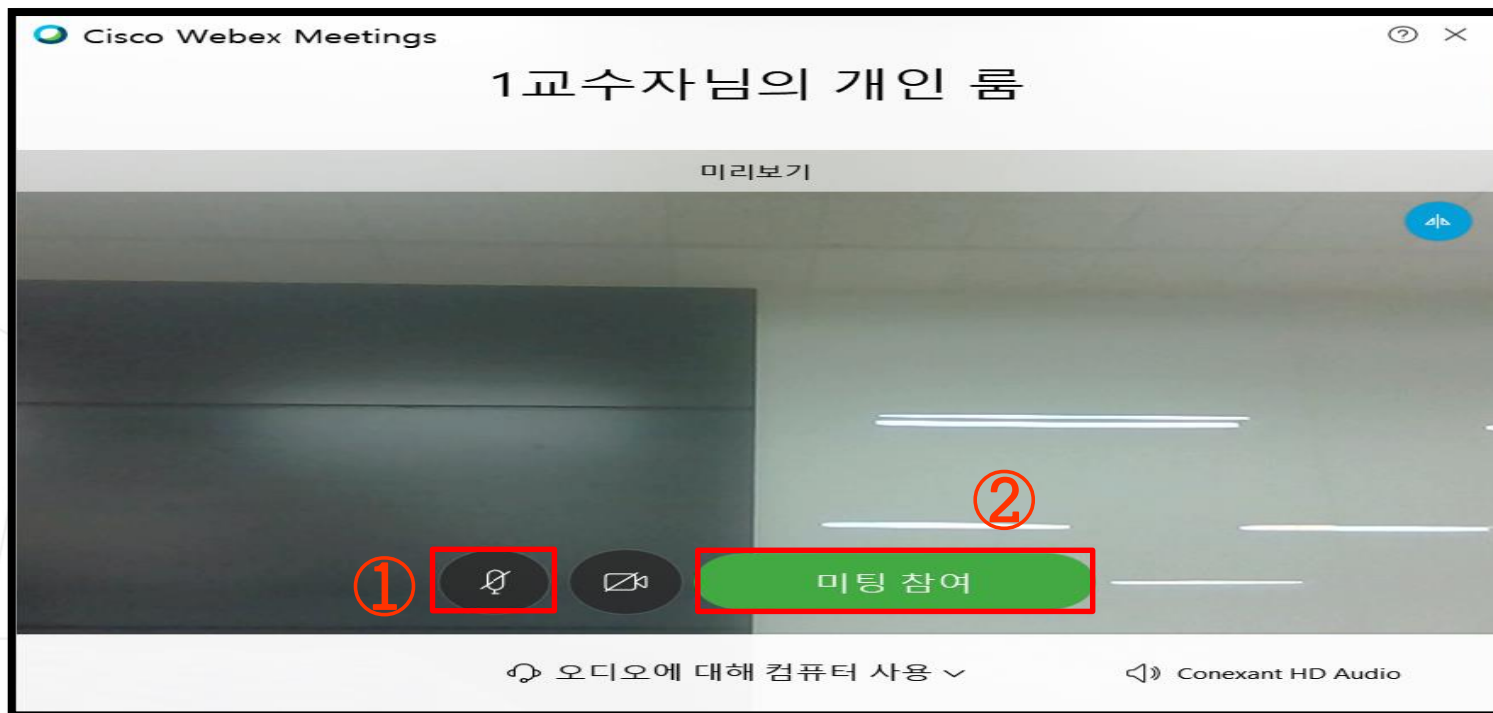 Cisco Webex Meetings
1교수자님의 개인 룸
미리보기
②
①
미팅 참여
오디오에 대해 컴퓨터 사용
Conexant HD Audio